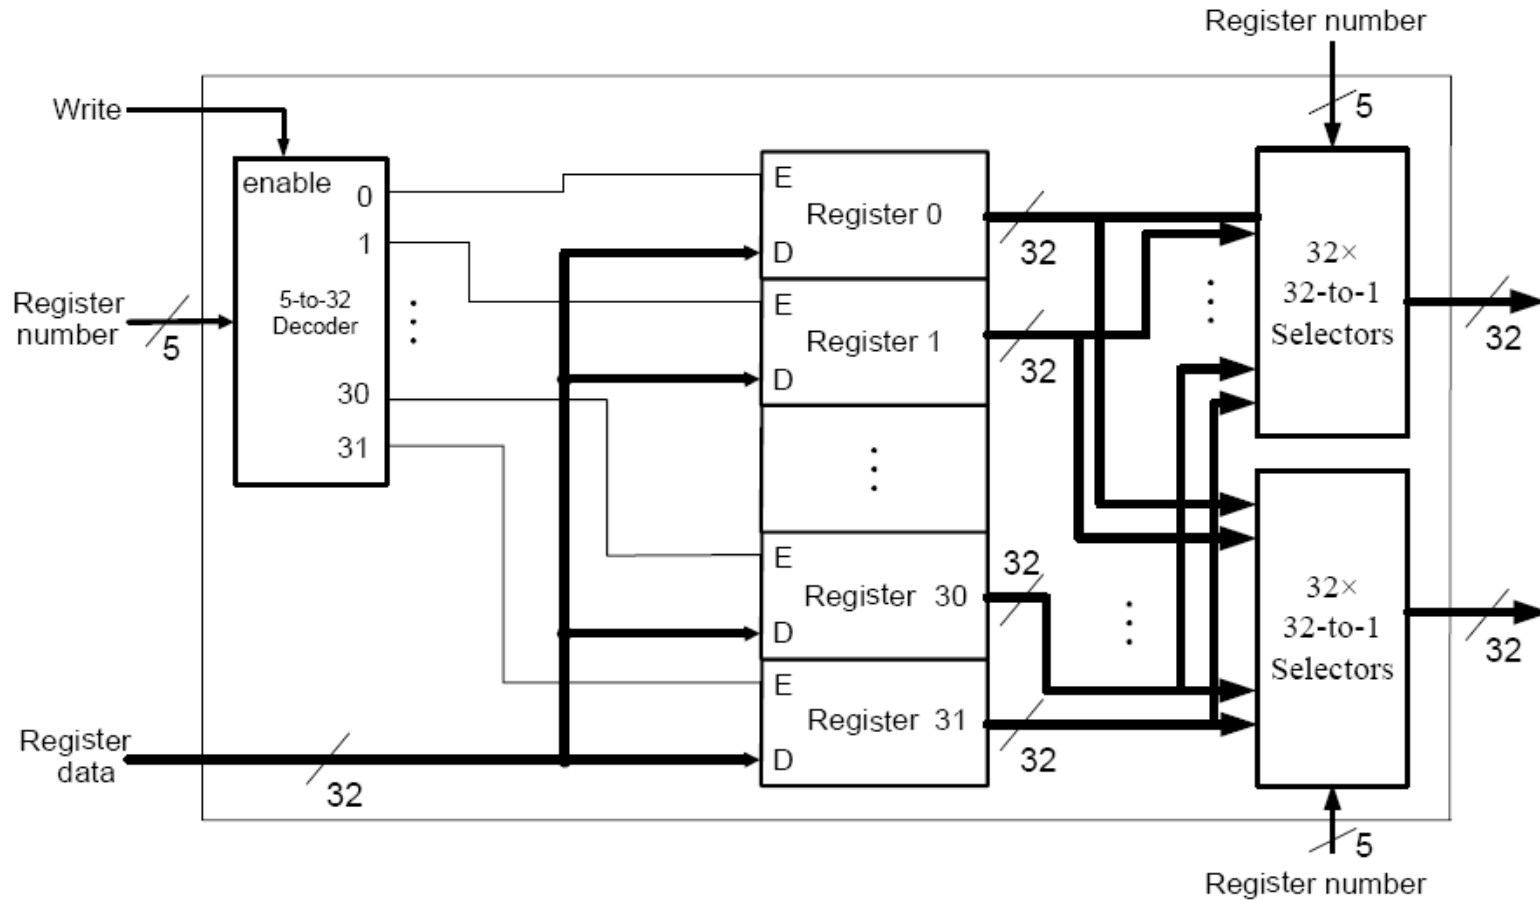 Register number
5
Write
enable
0
1
5-to-32
Decoder
30
31
Register
number
5
E
Register 0
D
32
E
Register 1
D
32
E
Register 30
D
32
E
Register 31
D
32
Register
data
32
32×
32-to-1
Selectors
32
32×
32-to-1
Selectors
32
5
Register number